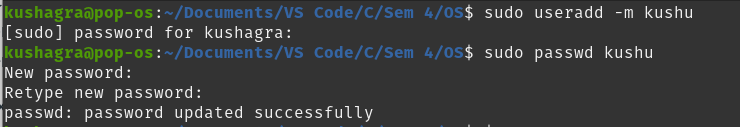 kushagra@pop-os:~/Documents/VS Code/C/Sem 4/OS$ sudo useradd -m kushu
[sudo] password for kushagra:
kushagra@pop-os:~/Documents/VS Code/C/Sem 4/OS$ sudo passwd kushu
New password:
Retype new password:
passwd: password updated successfully